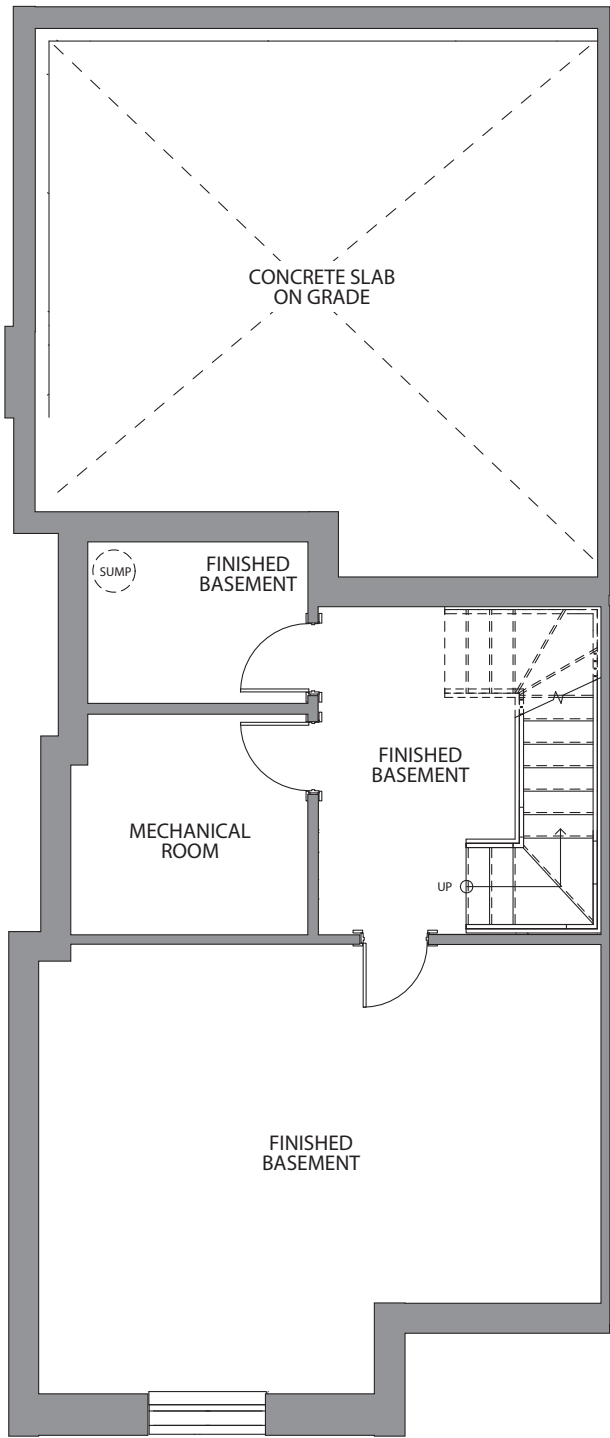 CONCRETE SLAB
ON GRADE
SUMP
FINISHED
BASEMENT
FINISHED
BASEMENT
MECHANICAL
ROOM
UP
FINISHED
BASEMENT